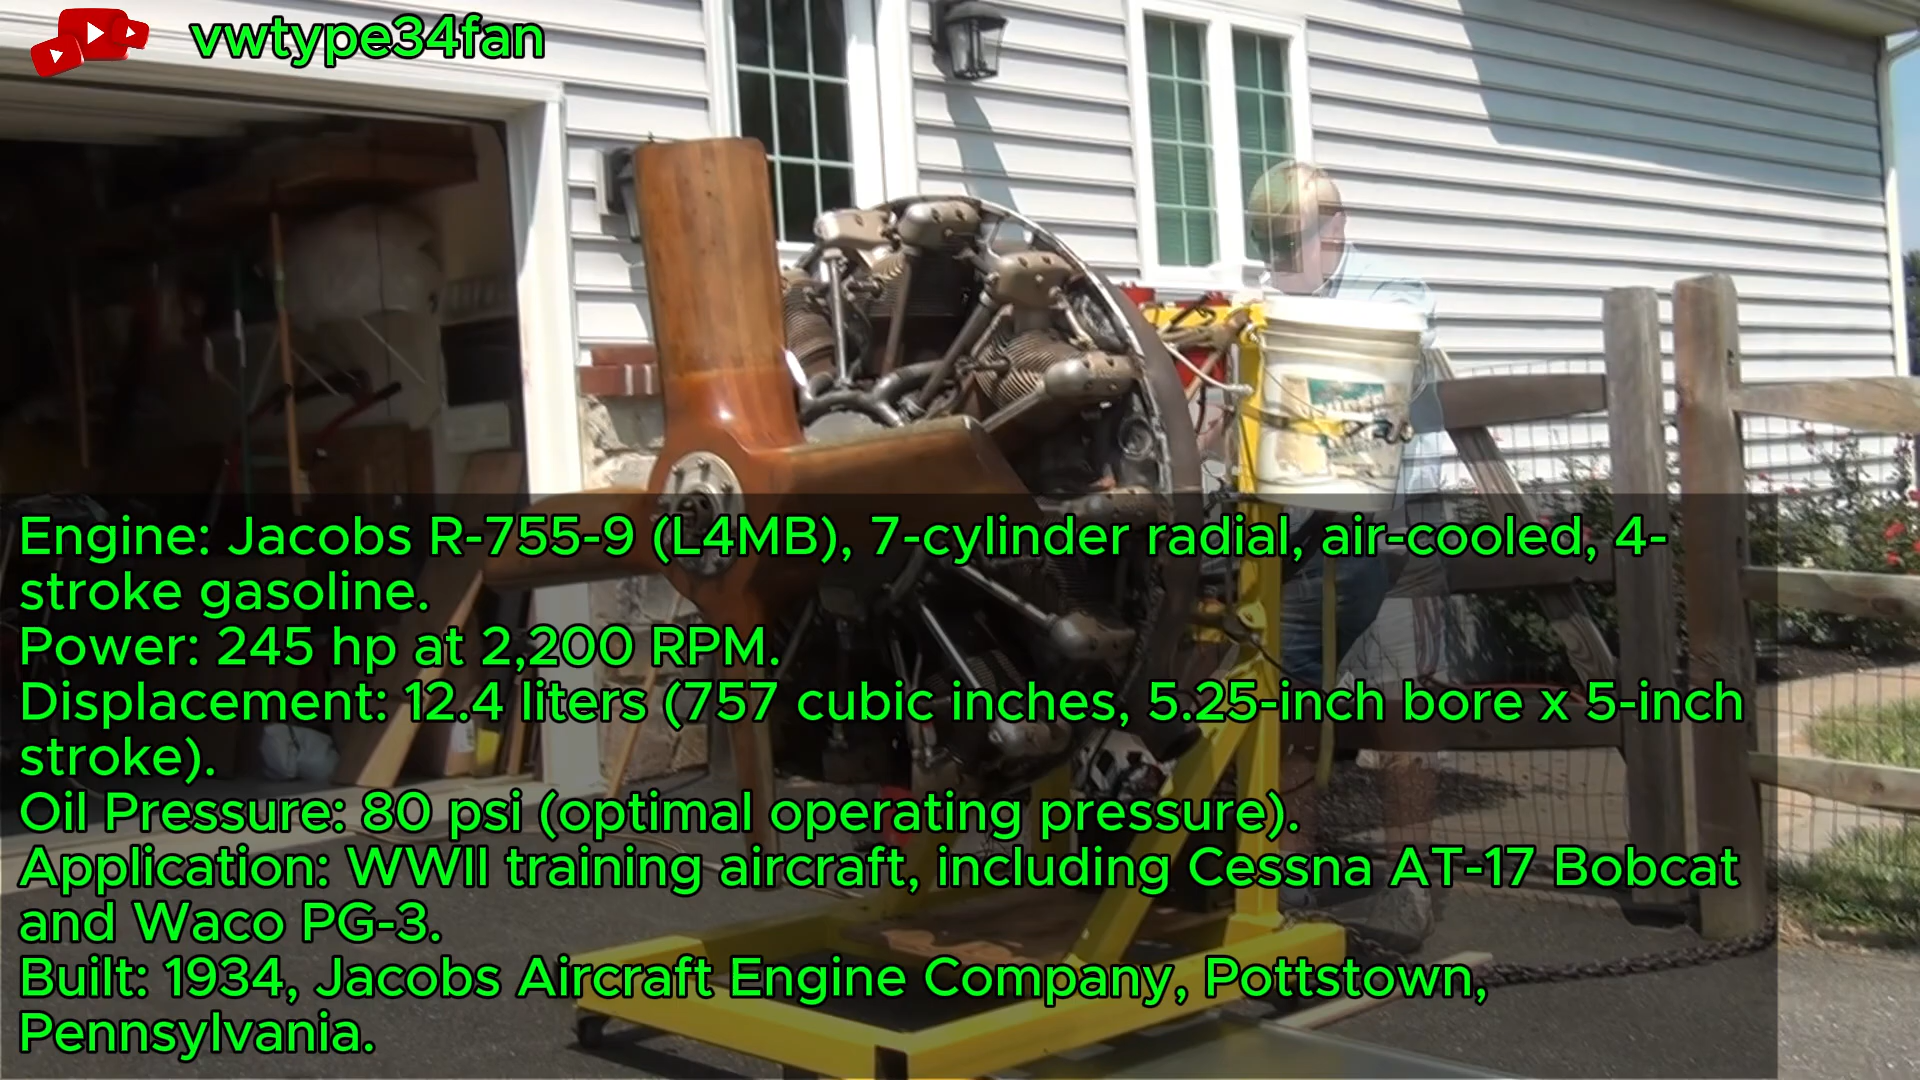 vwtype34fan
Engine: Jacobs R-755-9 (L4MB), 7-cylinder radial, air-cooled, 4-
stroke gasoline.
Power: 245 hp at 2,200 RPM.
Displacement: 12.4 liters (757 cubic inches, 5.25-inch bore x 5-inch
stroke).
Oil Pressure: 80 psi (optimal operating pressure).
Application: WWII training aircraft, including Cessna AT-17 Bobcat
and Waco PG-3.
Built: 1934, Jacobs Aircraft Engine Company, Pottstown,
Pennsylvania.